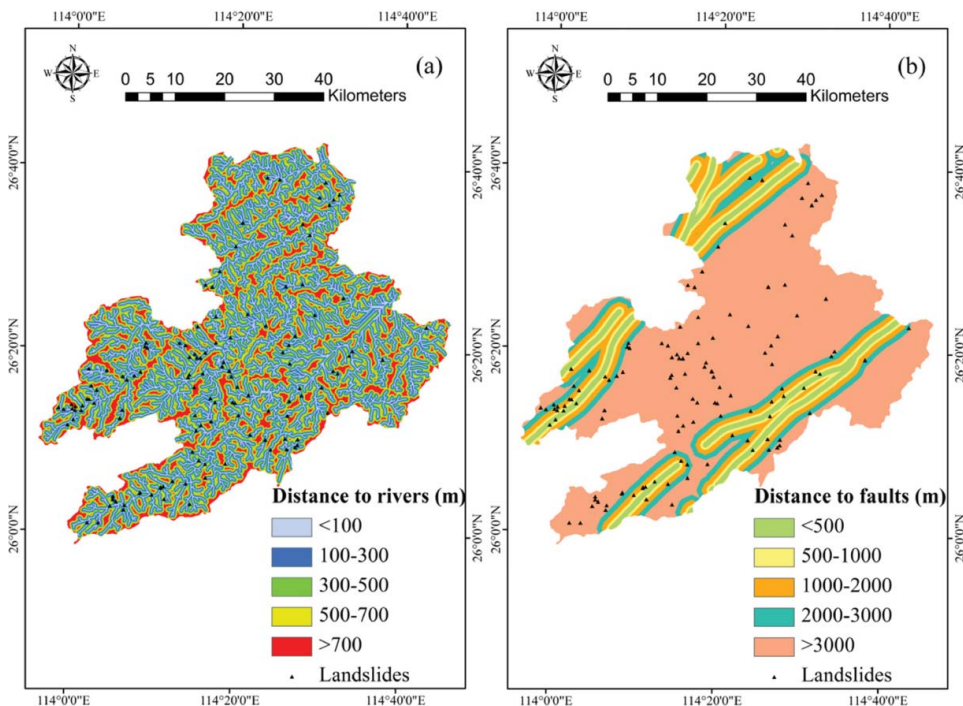 114°0'0"E 114°20'0"E 114°40'0"E
N
W E
S
(a)
0 5 10 20 30 40
Kilometers
26°40'0"N
26°20'0"N
26°0'0"N
26°40'0"N
26°20'0"N
26°0'0"N
Distance to rivers (m)
<100
100-300
300-500
500-700
>700
Landslides
114°0'0"E 114°20'0"E 114°40'0"E
114°0'0"E 114°20'0"E 114°40'0"E
N
W E
S
(b)
0 5 10 20 30 40
Kilometers
26°40'0"N
26°20'0"N
26°0'0"N
Distance to faults (m)
<500
500-1000
1000-2000
2000-3000
>3000
Landslides
114°0'0"E 114°20'0"E 114°40'0"E